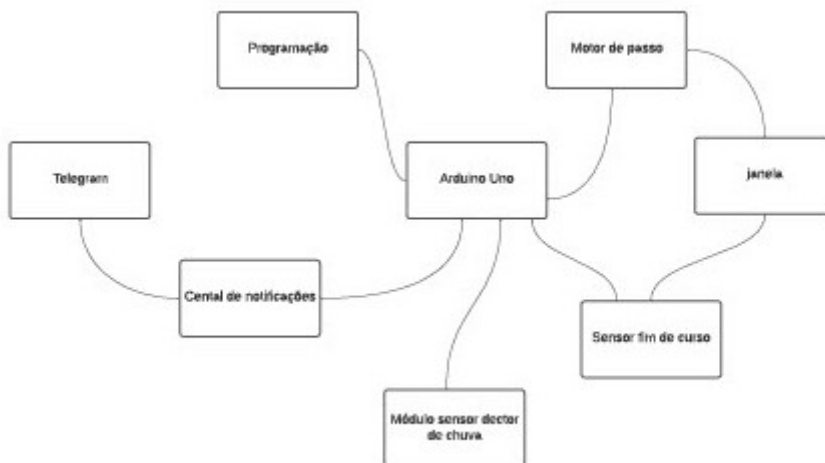 Programação
Motor de passo
Telegram
Arduino Uno
janela
Cental de notificações
Sensor fim de curso
Módulo sensor dector
de chuva